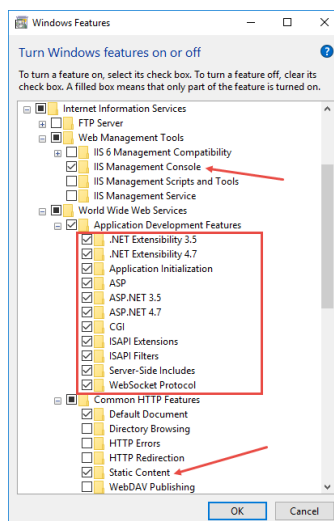 Windows Features
Turn Windows features on or off
To turn a feature on, select its check box. To turn a feature off, clear its
check box. A filled box means that only part of the feature is turned on.
Internet Information Services
FTP Server
Web Management Tools
IIS 6 Management Compatibility
IIS Management Console
IIS Management Scripts and Tools
IIS Management Service
World Wide Web Services
Application Development Features
.NET Extensibility 3.5
.NET Extensibility 4.7
Application Initialization
ASP
ASP.NET 3.5
ASP.NET 4.7
CGI
ISAPI Extensions
ISAPI Filters
Server-Side Includes
WebSocket Protocol
Common HTTP Features
Default Document
Directory Browsing
HTTP Errors
HTTP Redirection
Static Content
WebDAV Publishing
OK Cancel